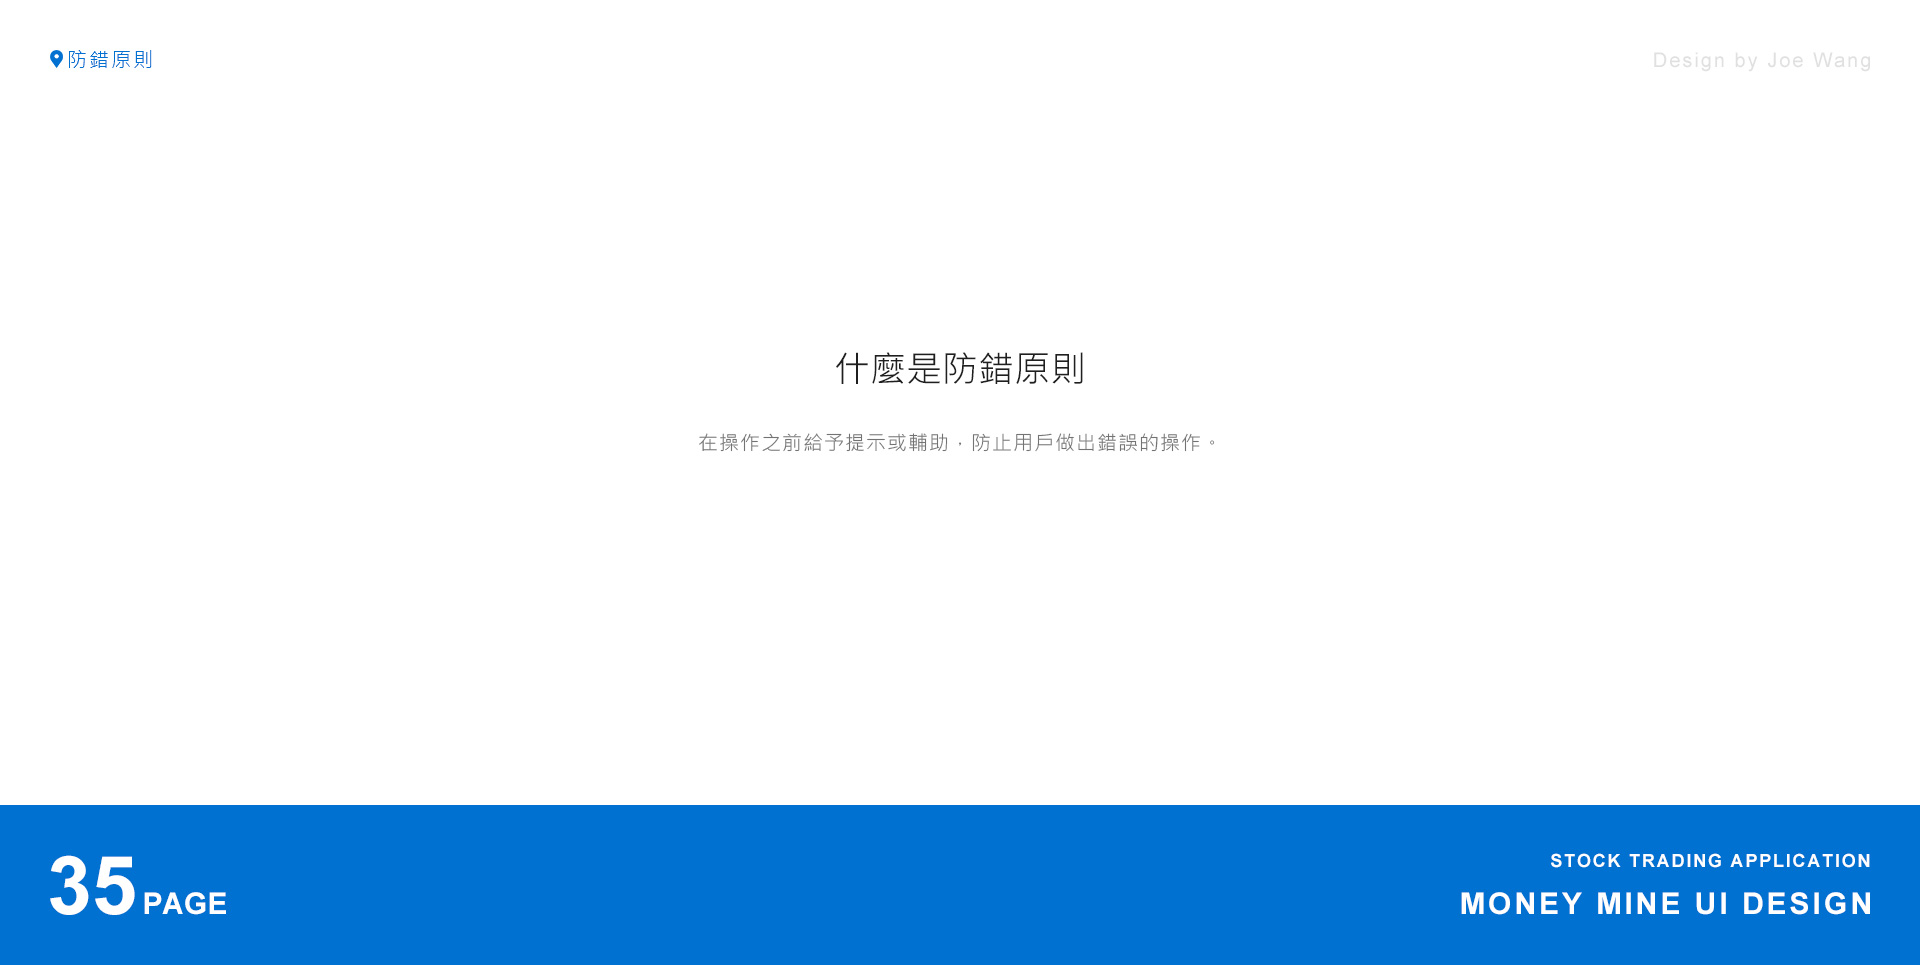 防錯原則
Design by Joe Wang
什麼是防錯原則
在操作之前給予提示或輔助，防止用戶做出錯誤的操作。
35 PAGE
STOCK TRADING APPLICATION
MONEY MINE UI DESIGN